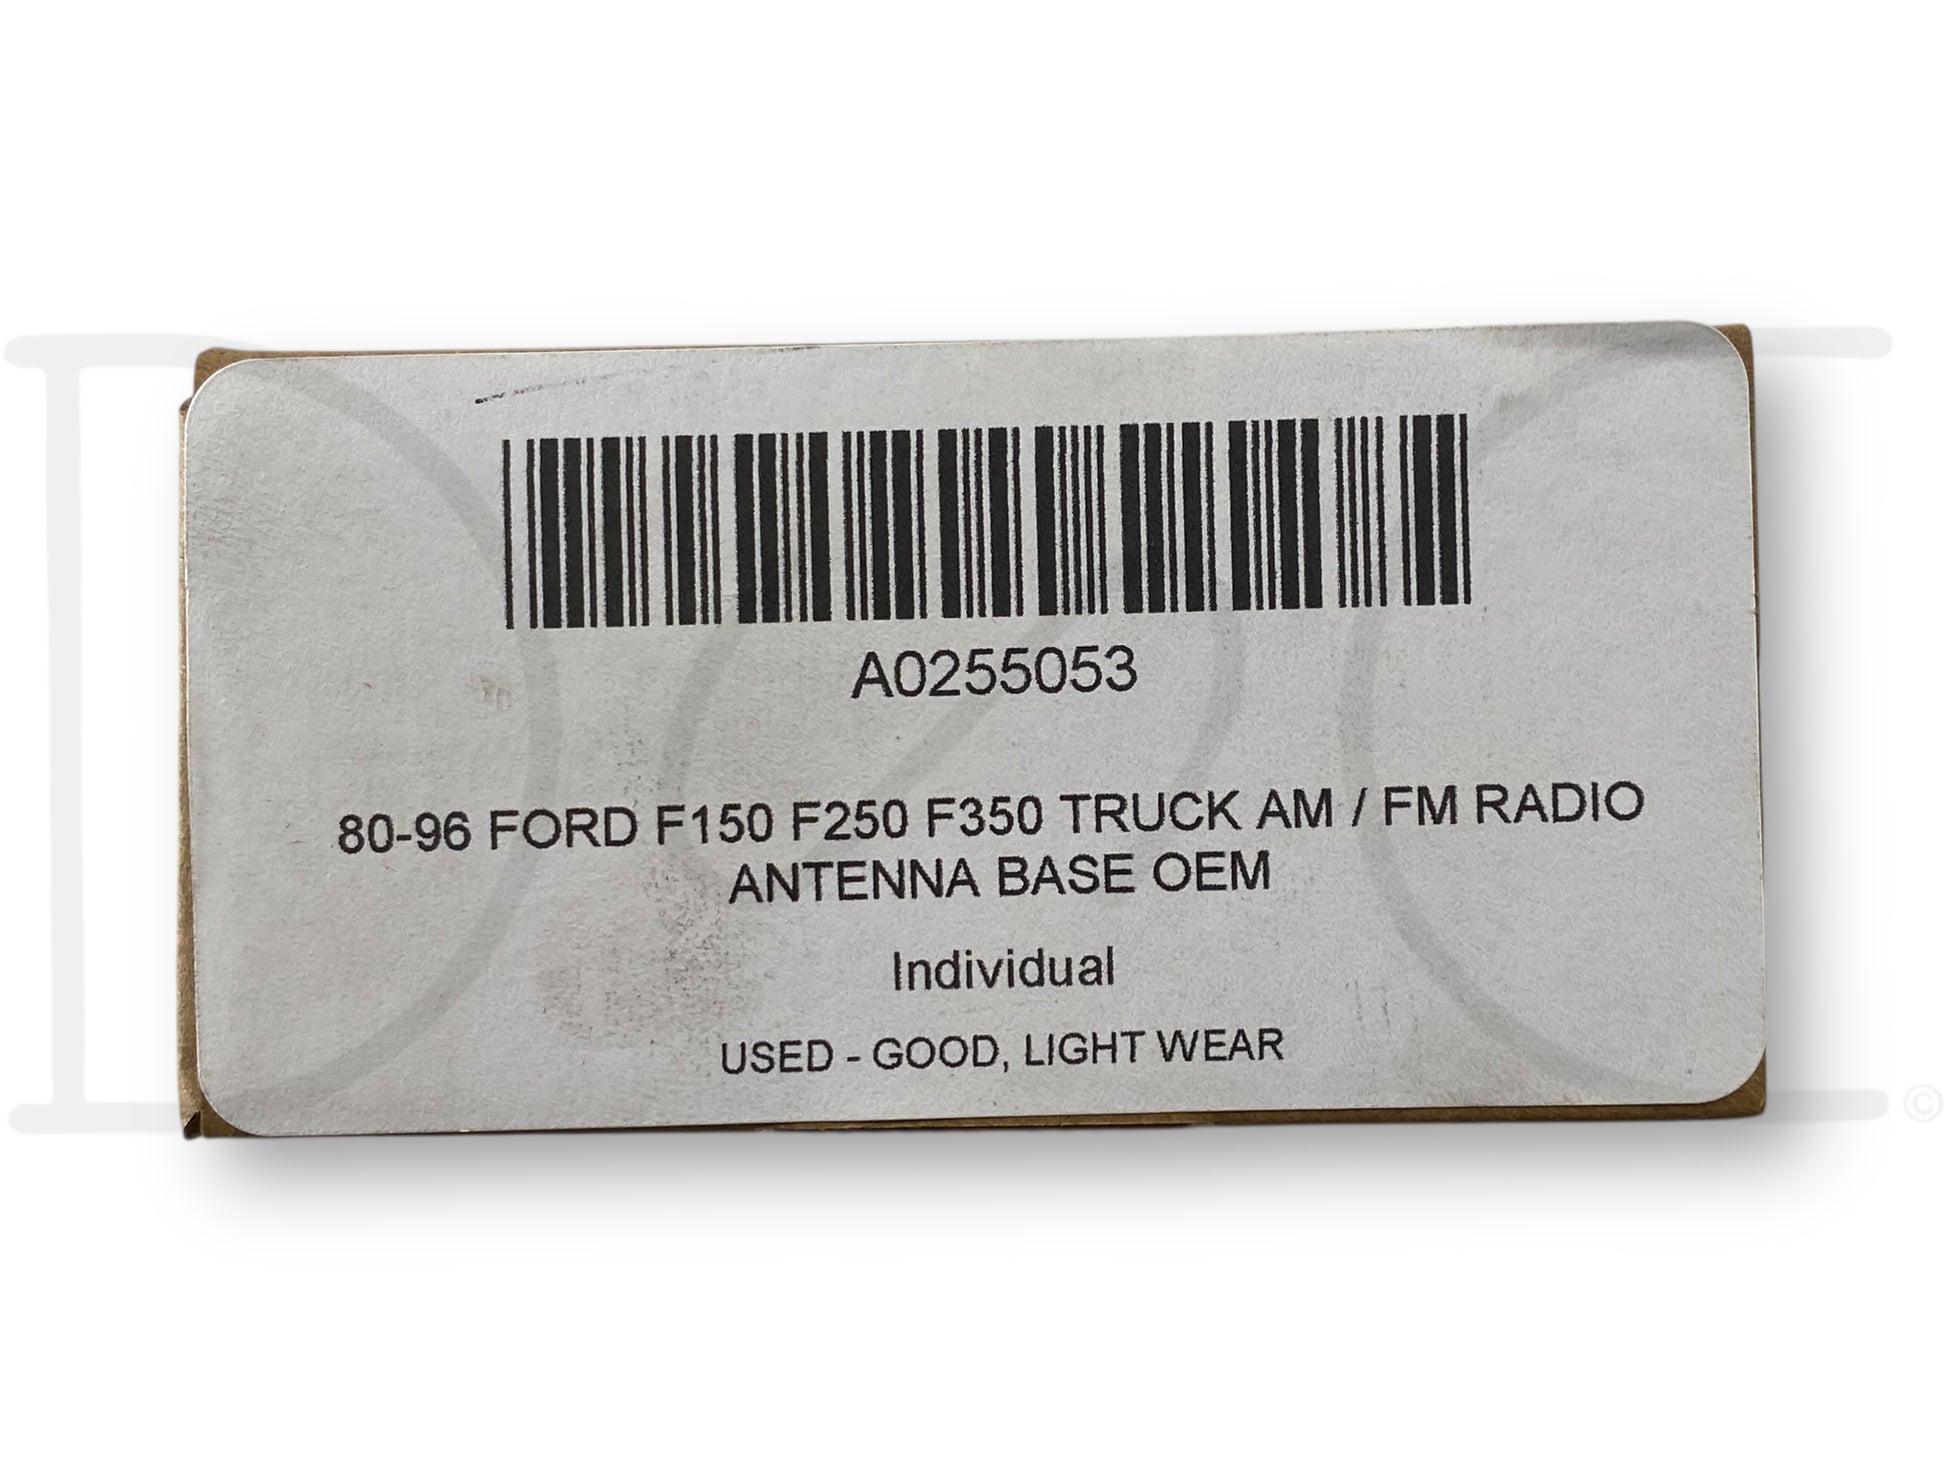 A0255053
80-96 FORD F150 F250 F350 TRUCK AM / FM RADIO
ANTENNA BASE OEM
Individual
USED - GOOD, LIGHT WEAR
©